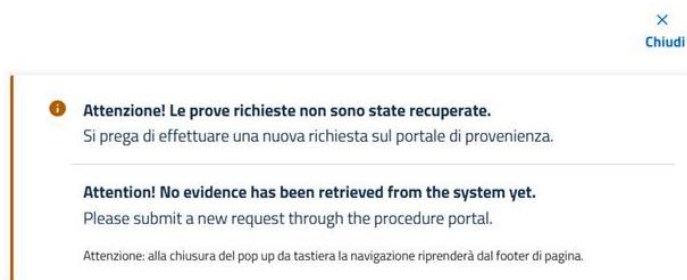 Chiudi
Attenzione! Le prove richieste non sono state recuperate.
Si prega di effettuare una nuova richiesta sul portale di provenienza.
Attention! No evidence has been retrieved from the system yet.
Please submit a new request through the procedure portal.
Attenzione: alla chiusura del pop up da tastiera la navigazione riprenderà dal footer di pagina.